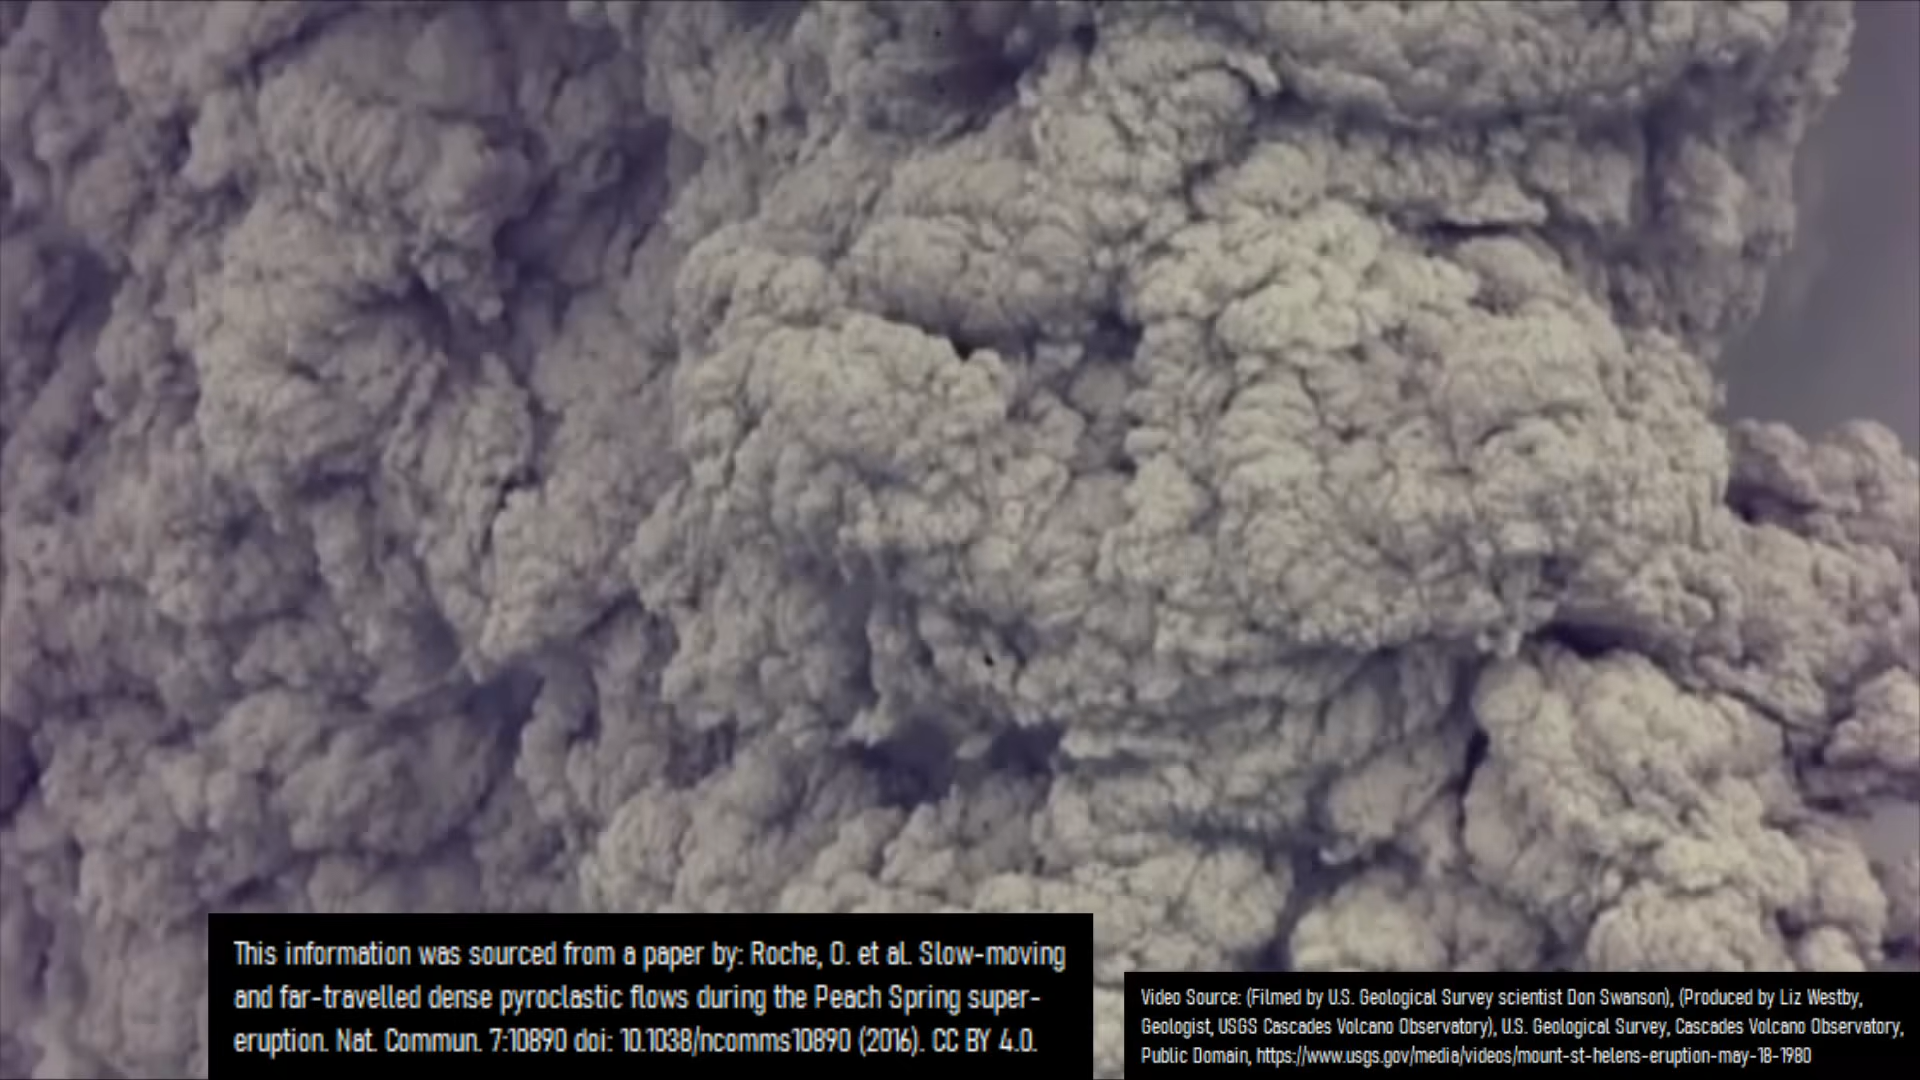 This information was sourced from a paper by: Roche, O. et al. Slow-moving
and far-travelled dense pyroclastic flows during the Peach Spring super-
eruption. Nat. Commun. 7:10890 doi: 10.1038/ncomms10890 (2016). CC BY 4.0.
Video Source: (Filmed by U.S. Geological Survey scientist Don Swanson), (Produced by Liz Westby,
Geologist, USGS Cascades Volcano Observatory), U.S. Geological Survey, Cascades Volcano Observatory,
Public Domain, https://www.usgs.gov/media/videos/mount-st-helens-eruption-may-18-1980